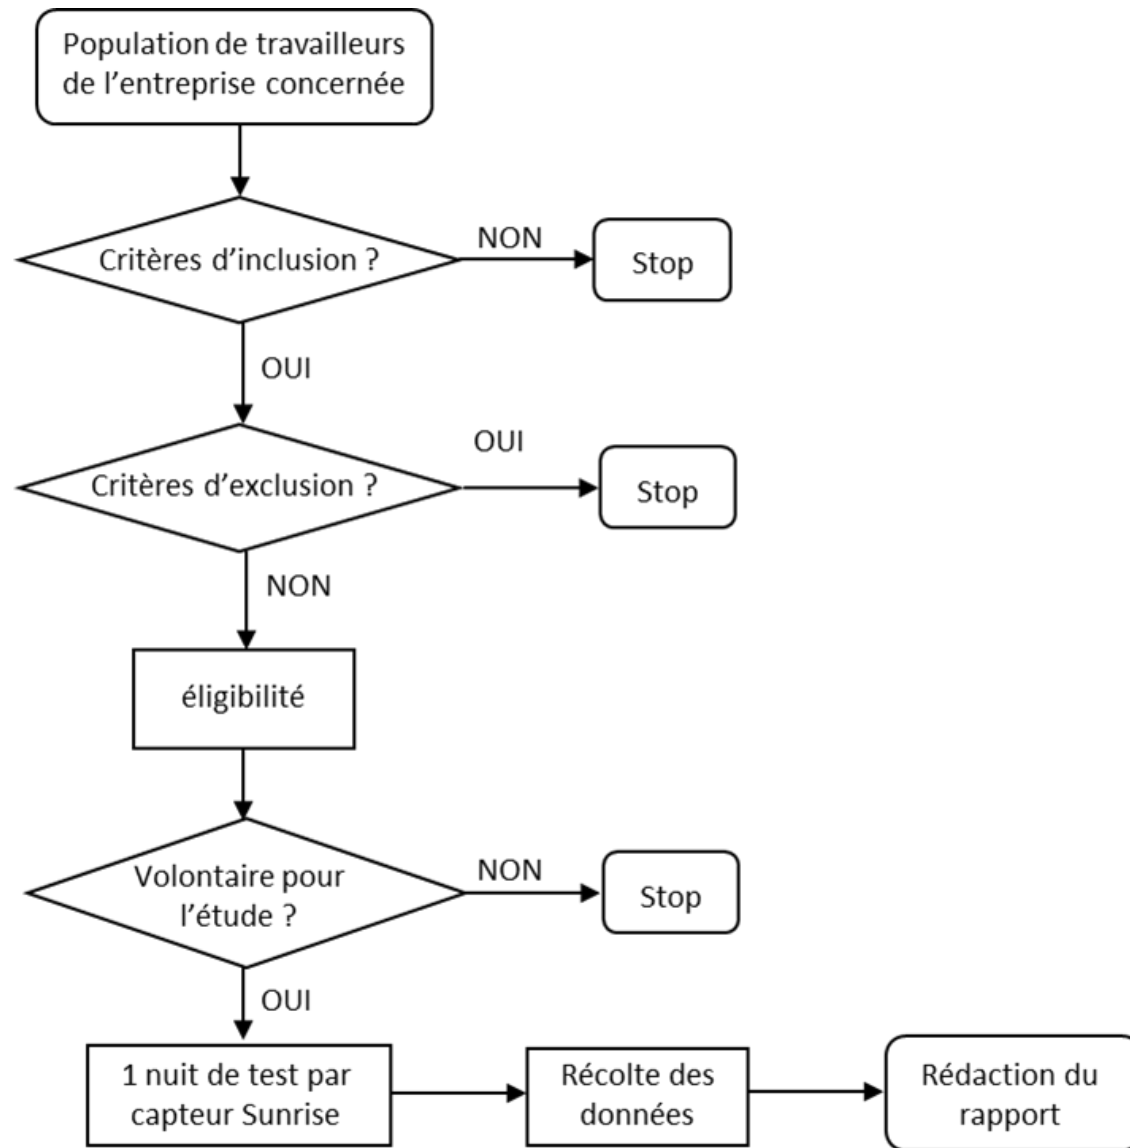 Population de travailleurs
de l'entreprise concernée
Critères d'inclusion ?
NON
Stop
OUI
Critères d'exclusion ?
OUI
Stop
NON
éligibilité
Volontaire pour
l'étude ?
NON
Stop
OUI
1 nuit de test par
capteur Sunrise
Récolte des
données
Rédaction du
rapport